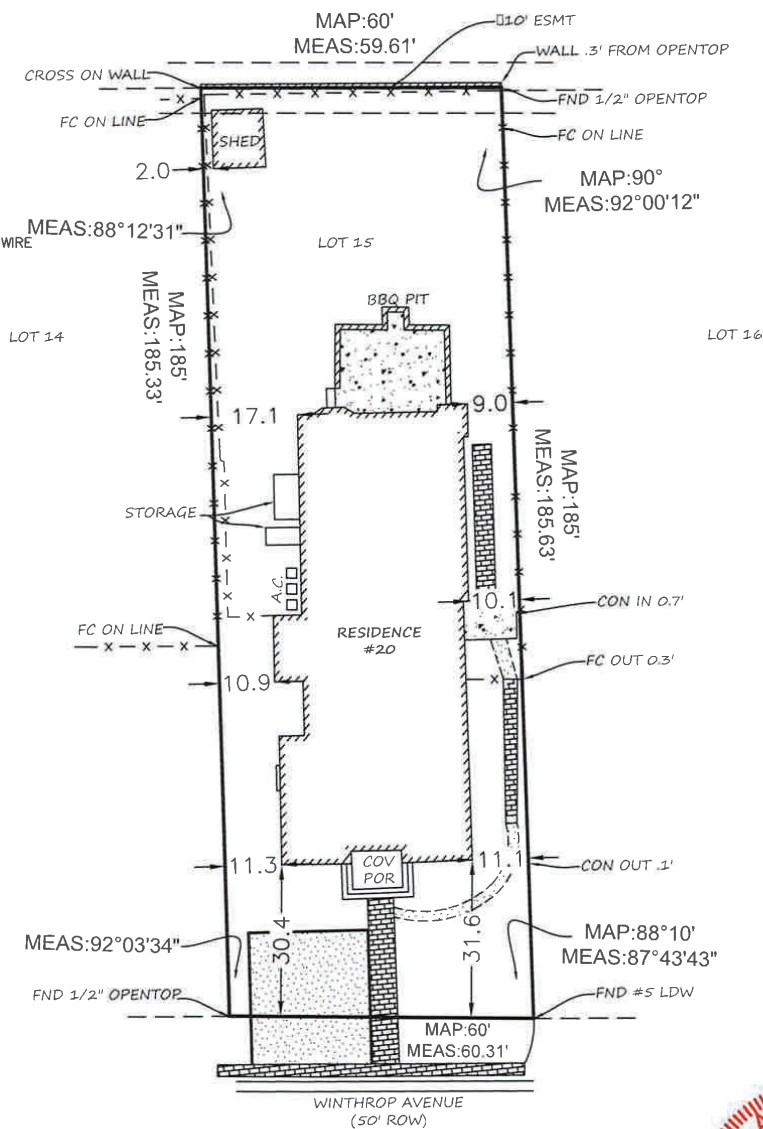 MAP:60'
MEAS:59.61'
10' ESMT
WALL .3' FROM OPENTOP
CROSS ON WALL
FND 1/2" OPENTOP
FC ON LINE
FC ON LINE
SHED
2.0
MAP:90°
MEAS:92°00'12"
MEAS:88°12'31"
WIRE
LOT 15
MAP:185'
MEAS:185.33'
BBQ PIT
LOT 14
LOT 16
17.1
9.0
MAP:185'
MEAS:185.63'
STORAGE
A.C.
10.1
CON IN 0.7'
FC ON LINE
RESIDENCE
#20
FC OUT 0.3'
10.9
11.3
COV
POR
11.1
CON OUT .1'
30.4
31.6
MEAS:92°03'34"
MAP:88°10'
MEAS:87°43'43"
FND 1/2" OPENTOP
FND #5 LDW
MAP:60'
MEAS:60.31'
WINTHROP AVENUE
(50' ROW)